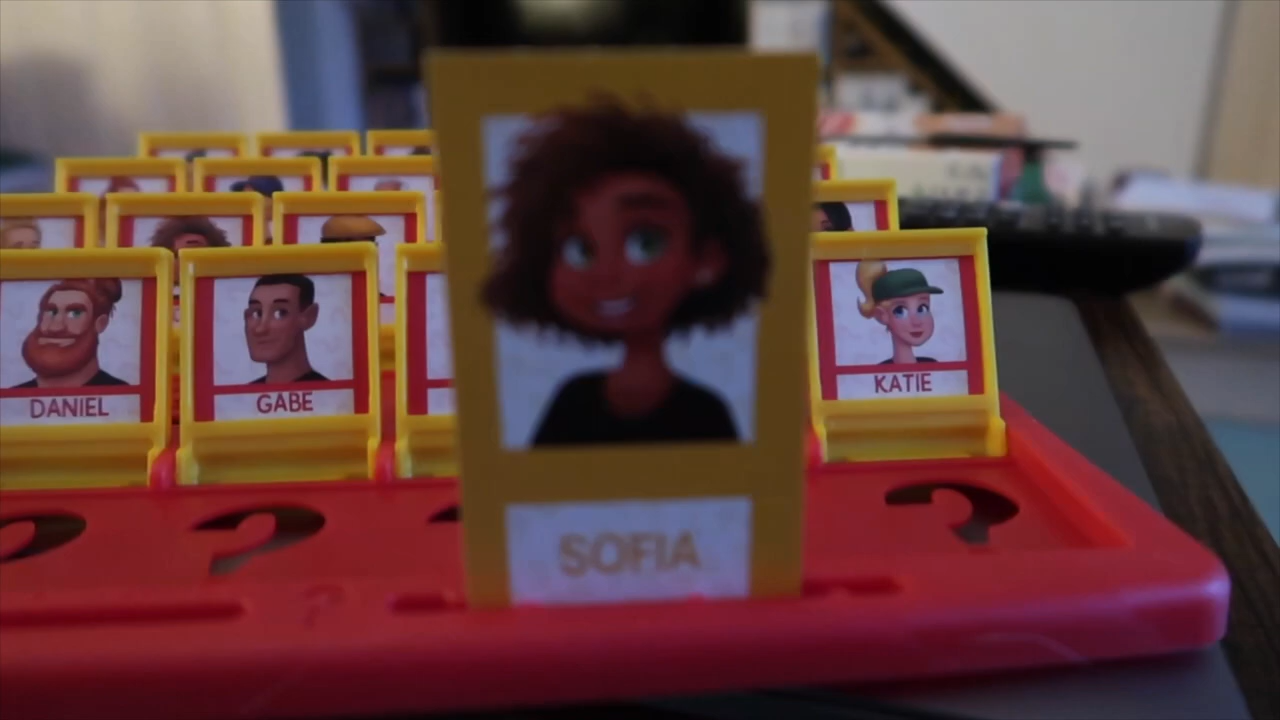 DANIEL
GABE
KATIE
SOFIA
? ? ?
?